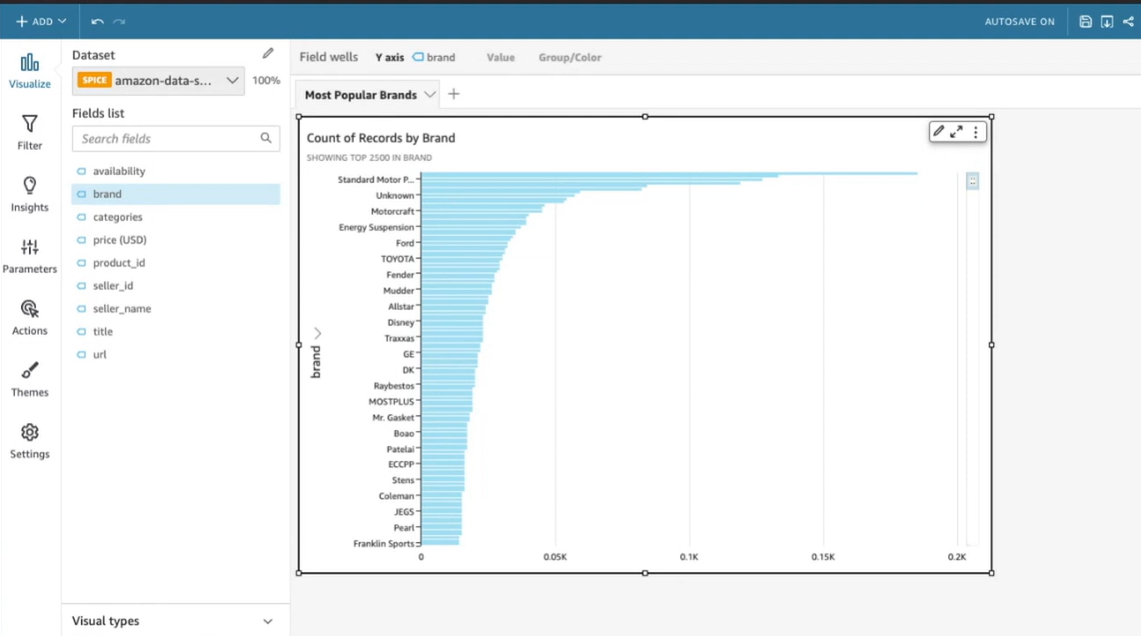 ADD
AUTOSAVE ON
Visualize
Filter
Insights
Parameters
Actions
Themes
Settings
Dataset
SPICE amazon-data-s... 100%
Fields list
Search fields
availability
brand
categories
price (USD)
product_id
seller_id
seller_name
title
url
Visual types
Field wells Y axis brand Value Group/Color
Most Popular Brands
Count of Records by Brand
SHOWING TOP 2500 IN BRAND
brand
Standard Motor P...
Unknown
Motorcraft
Energy Suspension
Ford
TOYOTA
Fender
Mudder
Allstar
Disney
Traxxas
GE
DK
Raybestos
MOSTPLUS
Mr. Gasket
Boao
Patelai
ECCPP
Stens
Coleman
JEGS
Pearl
Franklin Sports
0 0.05K 0.1K 0.15K 0.2K